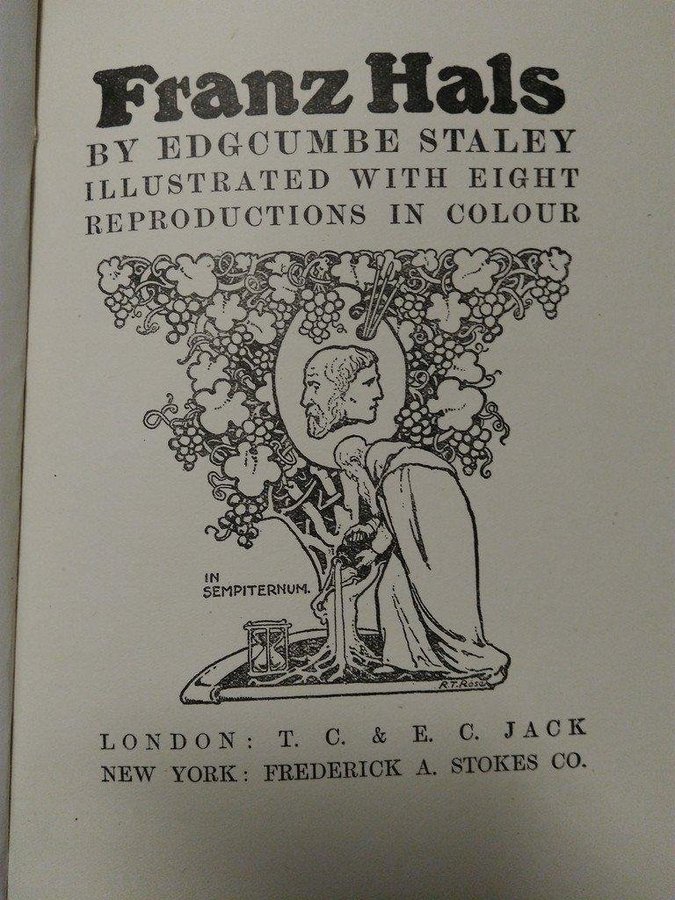 Franz Hals
BY EDGCUMBE STALEY
ILLUSTRATED WITH EIGHT
REPRODUCTIONS IN COLOUR
IN
SEMPITERNUM.
R.T. Rose
LONDON: T. C. & E. C. JACK
NEW YORK: FREDERICK A. STOKES CO.